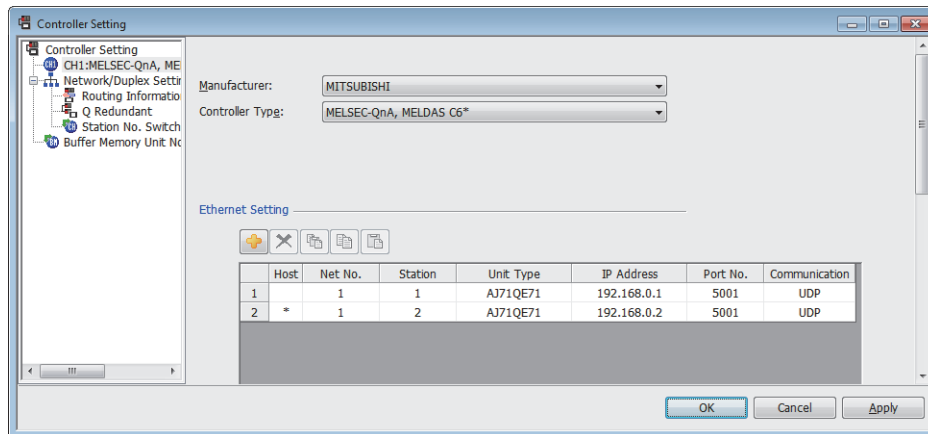 Controller Setting
Controller Setting
CH1:MELSEC-QnA, ME
Network/Duplex Settin
Routing Informatio
Q Redundant
Station No. Switch
Buffer Memory Unit No
Manufacturer: MITSUBISHI
Controller Type: MELSEC-QnA, MELDAS C6*
Ethernet Setting
Host Net No. Station Unit Type IP Address Port No. Communication
1 1 1 AJ71QE71 192.168.0.1 5001 UDP
2 * 1 2 AJ71QE71 192.168.0.2 5001 UDP
OK Cancel Apply